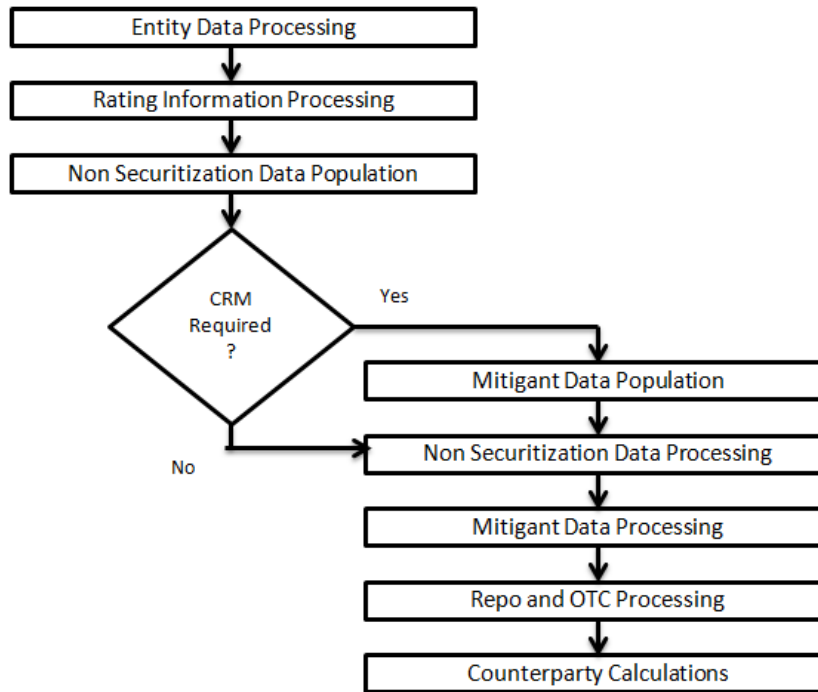 Entity Data Processing
Rating Information Processing
Non Securitization Data Population
CRM
Required
?
Yes
No
Mitigant Data Population
Non Securitization Data Processing
Mitigant Data Processing
Repo and OTC Processing
Counterparty Calculations